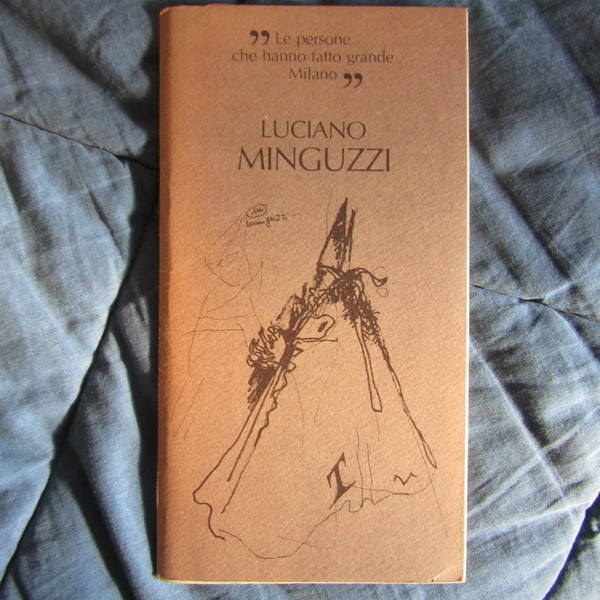 ” Le persone
che hanno fatto grande
Milano ”
LUCIANO
MINGUZZI
minguzzi